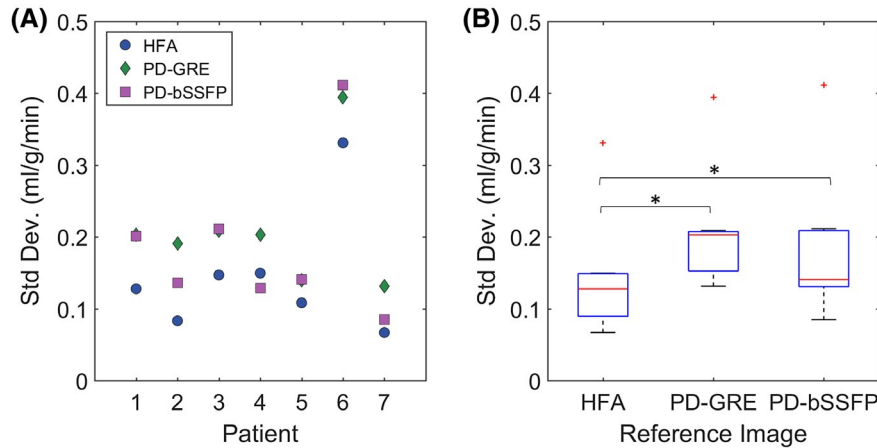 (A)
0.5
0.4
0.3
0.2
0.1
0
Std Dev. (ml/g/min)
HFA
PD-GRE
PD-bSSFP
1 2 3 4 5 6 7
Patient
(B)
0.5
0.4
0.3
0.2
0.1
0
Std Dev. (ml/g/min)
*
*
HFA PD-GRE PD-bSSFP
Reference Image